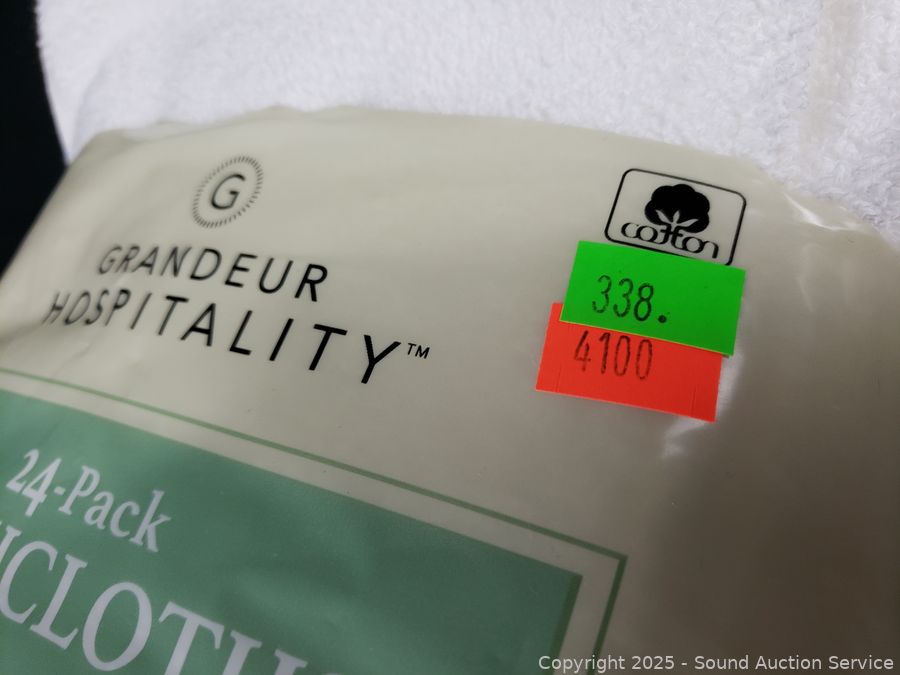 G
GRANDEUR
HOSPITALITY™
cotton
338.
4100
24-Pack
Copyright 2025 - Sound Auction Service